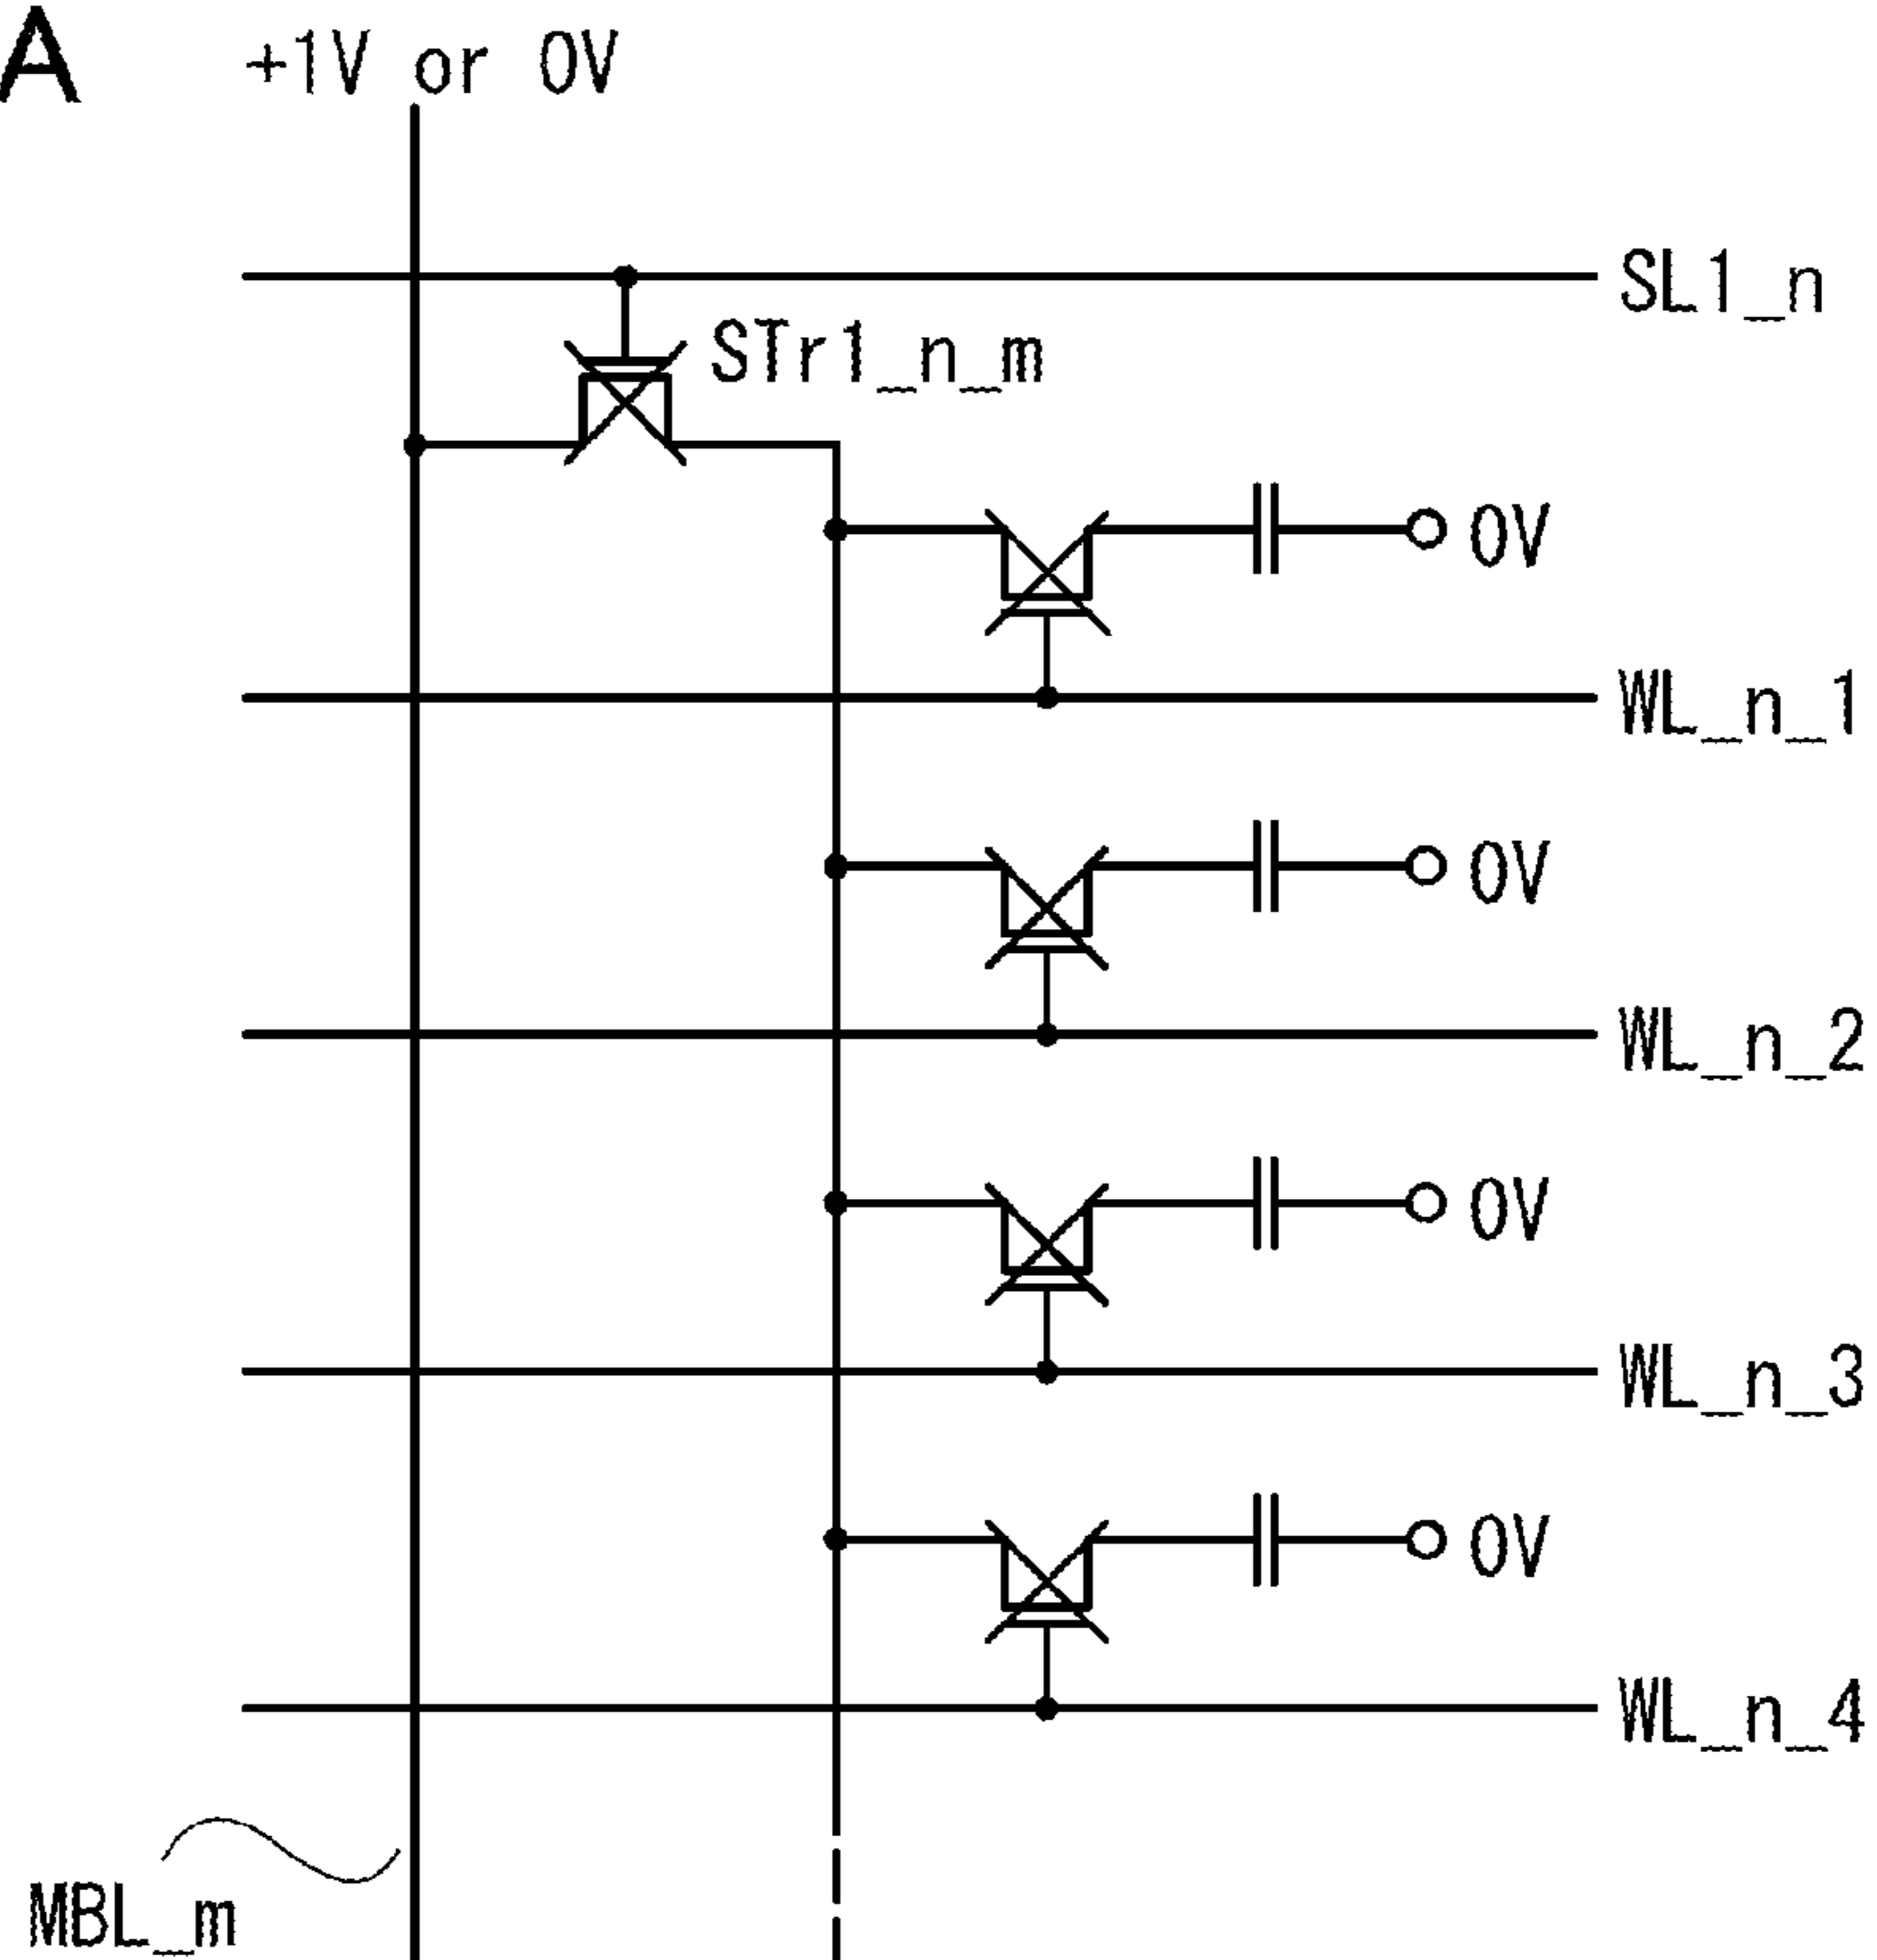 A
+1V or 0V
SL1_n
STr1_n_m
0V
WL_n_1
0V
WL_n_2
0V
WL_n_3
0V
WL_n_4
MBL_m